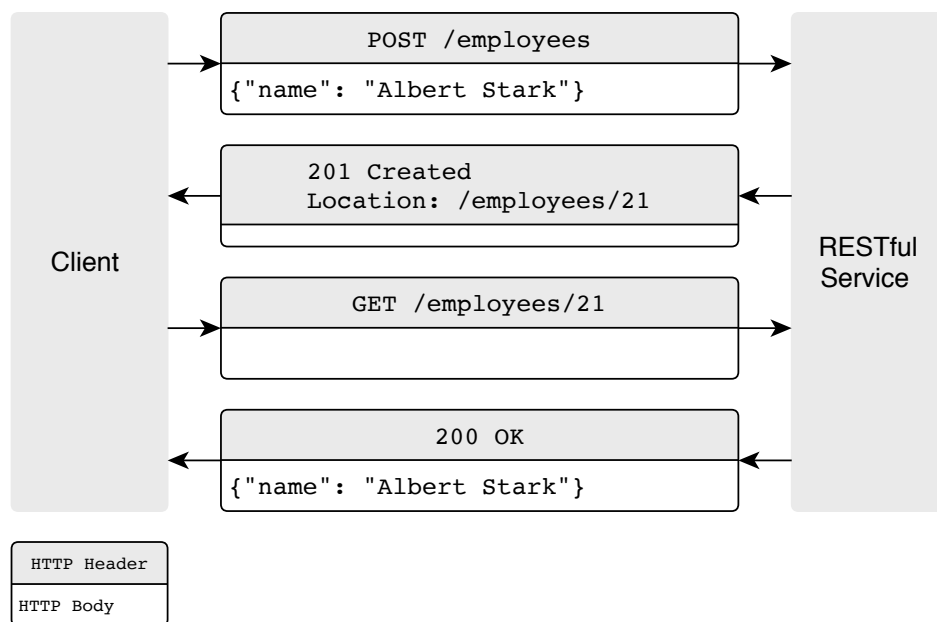 POST /employees
{"name": "Albert Stark"}
201 Created
Location: /employees/21
Client
RESTful
Service
GET /employees/21
200 OK
{"name": "Albert Stark"}
HTTP Header
HTTP Body